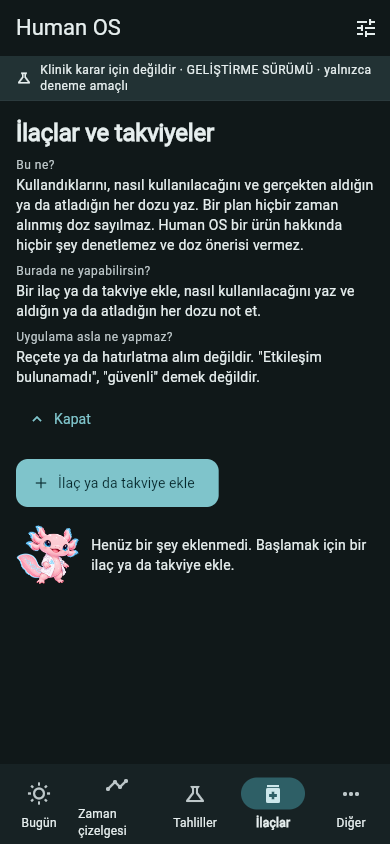 Human OS
Klinik karar için değildir · GELİŞTİRME SÜRÜMÜ · yalnızca
deneme amaçlı
İlaçlar ve takviyeler
Bu ne?
Kullandıklarını, nasıl kullanılacağını ve gerçekten aldığın
ya da atladığın her dozu yaz. Bir plan hiçbir zaman
alınmış doz sayılmaz. Human OS bir ürün hakkında
hiçbir şey denetlemez ve doz önerisi vermez.
Burada ne yapabilirsin?
Bir ilaç ya da takviye ekle, nasıl kullanılacağını yaz ve
aldığın ya da atladığın her dozu not et.
Uygulama asla ne yapmaz?
Reçete ya da hatırlatma alım değildir. "Etkileşim
bulunamadı", "güvenli" demek değildir.
Kapat
İlaç ya da takviye ekle
Henüz bir şey eklenmedi. Başlamak için bir
ilaç ya da takviye ekle.
Bugün
Zaman
çizelgesi
Tahliller
İlaçlar
Diğer